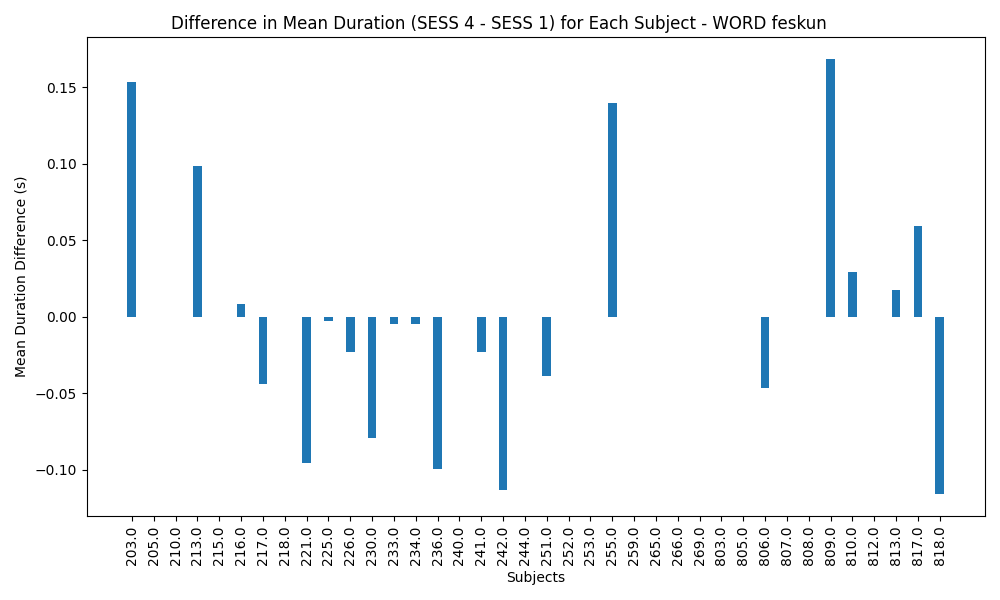 Difference in Mean Duration (SESS 4 - SESS 1) for Each Subject - WORD feskun
Mean Duration Difference (s)
0.15
0.10
0.05
0.00
−0.05
−0.10
203.0 205.0 210.0 213.0 215.0 216.0 217.0 218.0 221.0 225.0 226.0 230.0 233.0 234.0 236.0 240.0 241.0 242.0 244.0 251.0 252.0 253.0 255.0 259.0 265.0 266.0 269.0 803.0 805.0 806.0 807.0 808.0 809.0 810.0 812.0 813.0 817.0 818.0
Subjects